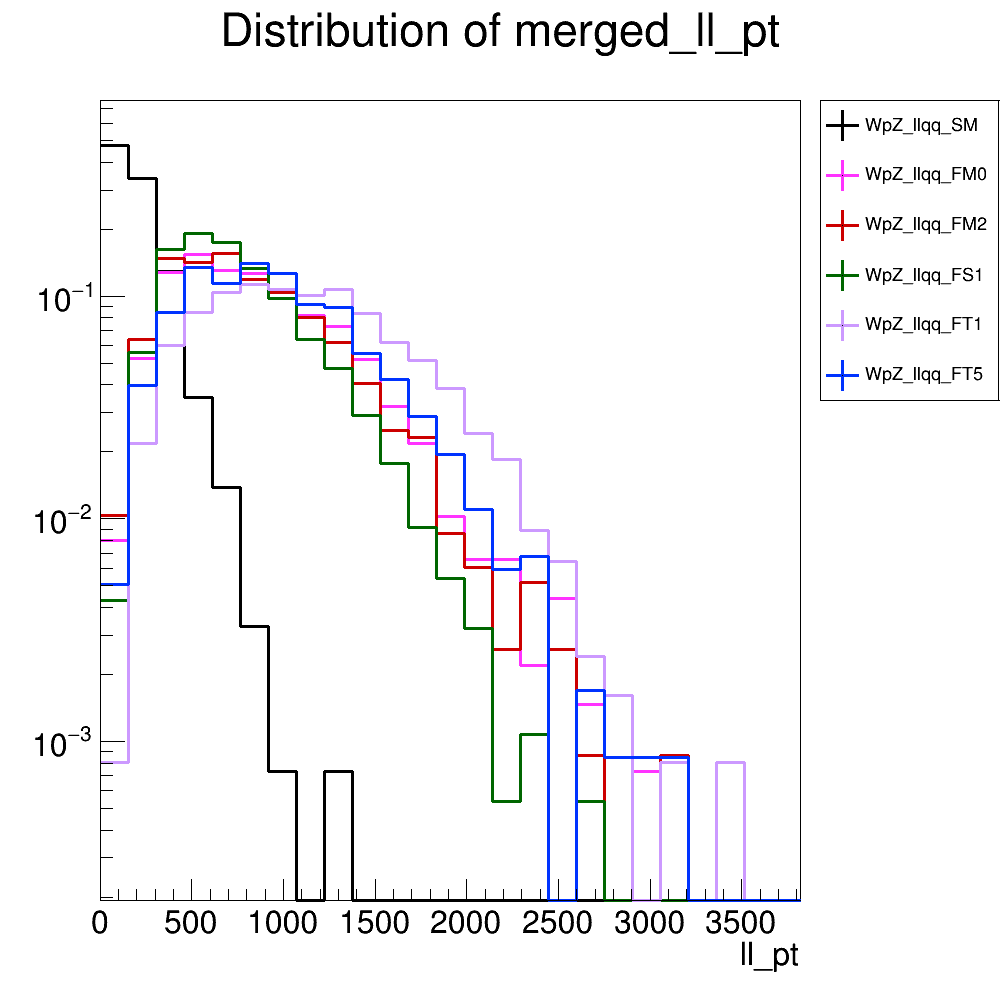 Distribution of merged_ll_pt
WpZ_llqq_SM
WpZ_llqq_FM0
WpZ_llqq_FM2
WpZ_llqq_FS1
WpZ_llqq_FT1
WpZ_llqq_FT5
10⁻¹
10⁻²
10⁻³
0 500 1000 1500 2000 2500 3000 3500
ll_pt